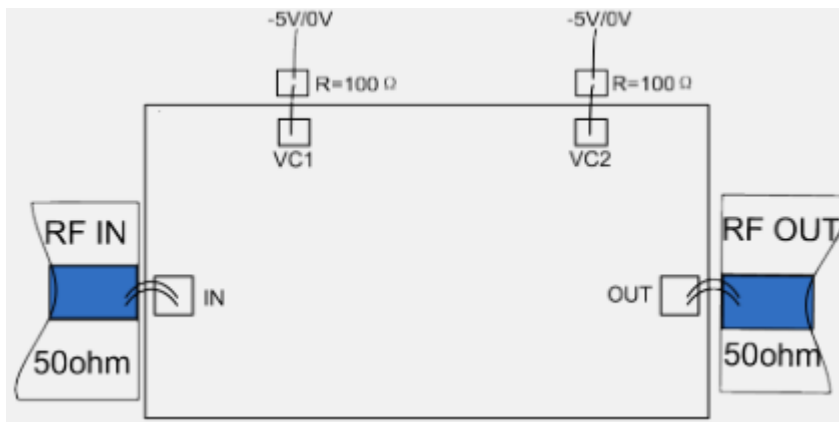 -5V/0V
-5V/0V
R=100 Ω
R=100 Ω
VC1
VC2
RF IN
RF OUT
IN
OUT
50ohm
50ohm